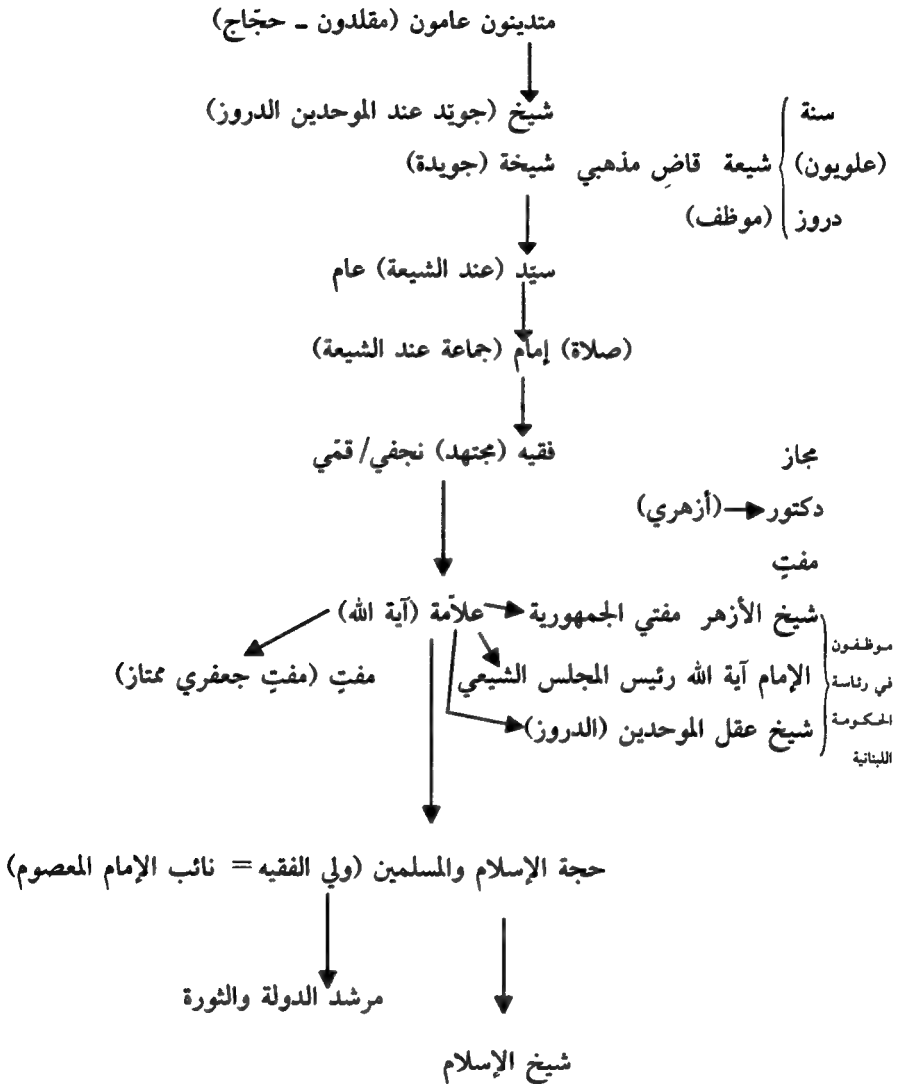 متدينون عامون (مقلدون ـ حجّاج)
شيخ (جويّد عند الموحدين الدروز)
سنة
(علويون) شيعة قاضٍ مذهبي شيخة (جويدة)
دروز (موظف)
سيّد (عند الشيعة) عام
(صلاة) إمام (جماعة عند الشيعة)
مجاز
فقيه (مجتهد) نجفي/ قمّي
دكتور (أزهري)
مفتٍ
شيخ الأزهر مفتي الجمهورية علاّمة (آية الله)
موظفون
في رئاسة
الحكومة
اللبنانية
الإمام آية الله رئيس المجلس الشيعي
مفتٍ (مفتٍ جعفري ممتاز)
شيخ عقل الموحدين (الدروز)
حجة الإسلام والمسلمين (ولي الفقيه = نائب الإمام المعصوم)
مرشد الدولة والثورة
شيخ الإسلام